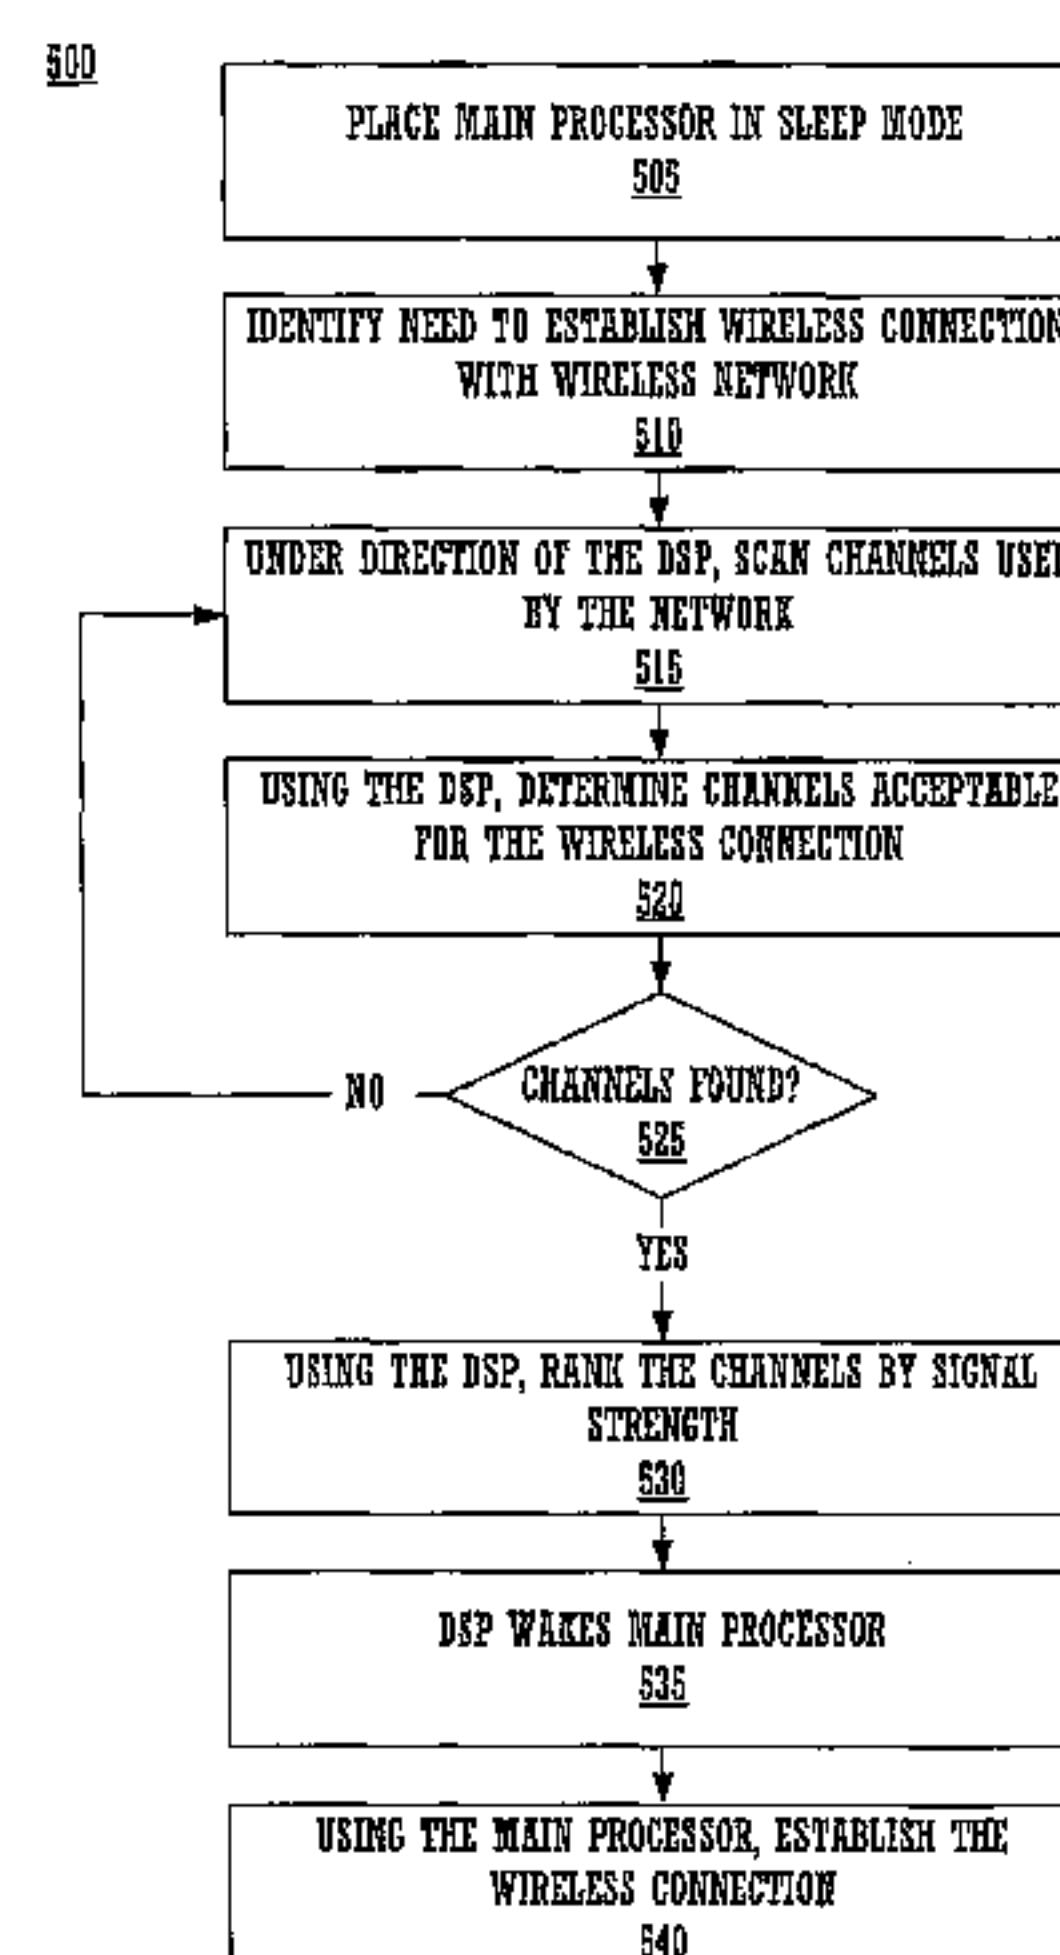 500
PLACE MAIN PROCESSOR IN SLEEP MODE
505
IDENTIFY NEED TO ESTABLISH WIRELESS CONNECTION
WITH WIRELESS NETWORK
510
UNDER DIRECTION OF THE DSP, SCAN CHANNELS USED
BY THE NETWORK
515
USING THE DSP, DETERMINE CHANNELS ACCEPTABLE
FOR THE WIRELESS CONNECTION
520
CHANNELS FOUND?
525
NO
YES
USING THE DSP, RANK THE CHANNELS BY SIGNAL
STRENGTH
530
DSP WAKES MAIN PROCESSOR
535
USING THE MAIN PROCESSOR, ESTABLISH THE
WIRELESS CONNECTION
540